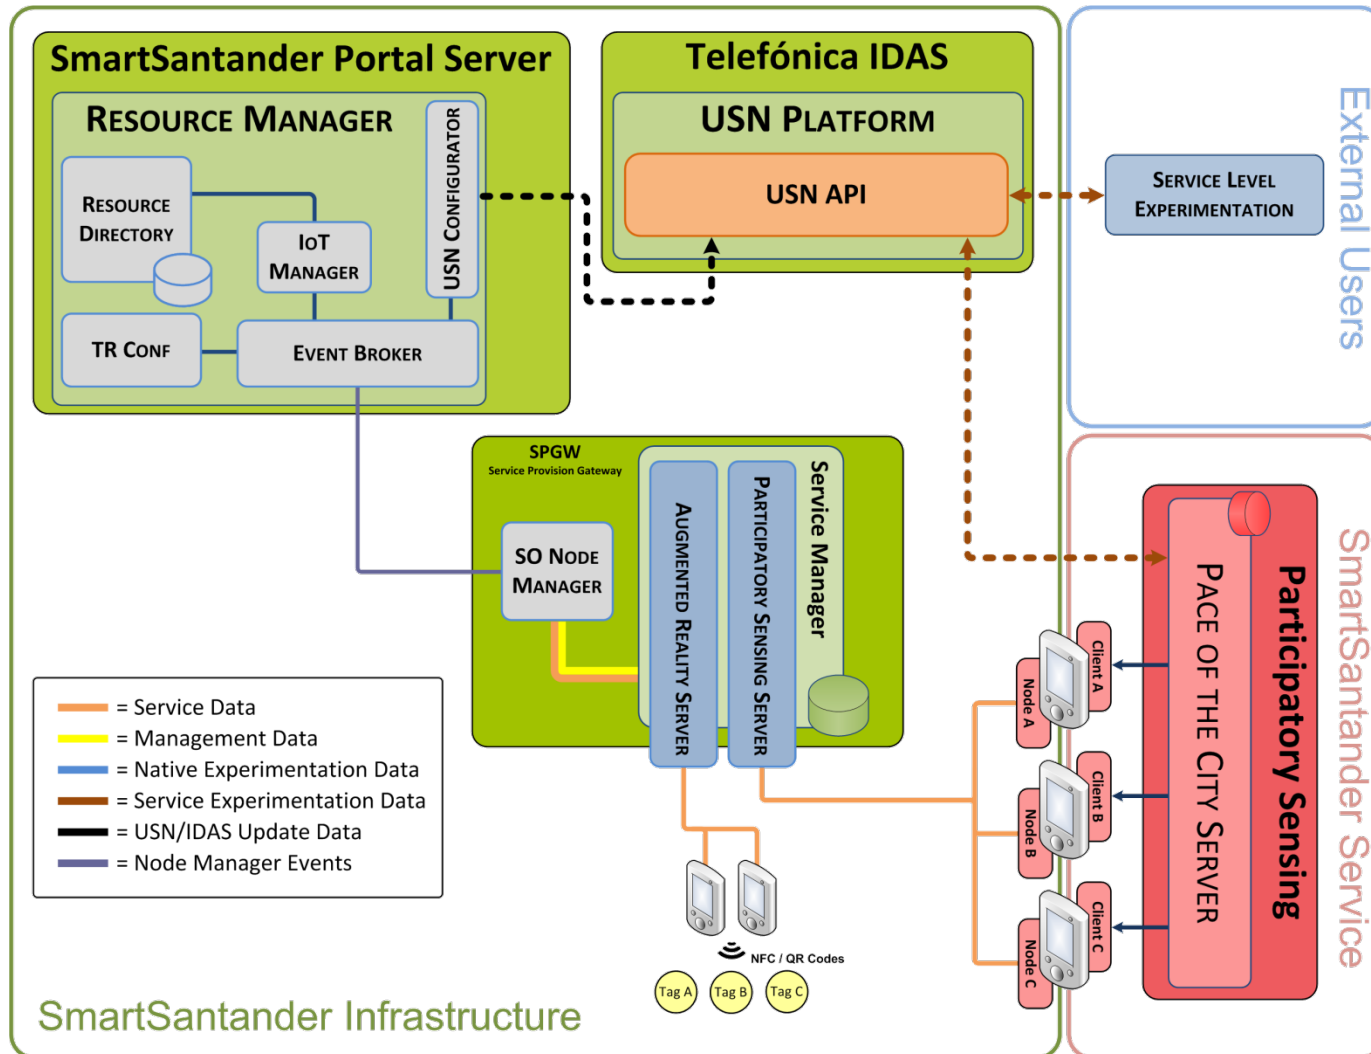 SmartSantander Portal Server
RESOURCE MANAGER
RESOURCE
DIRECTORY
IOT
MANAGER
USN CONFIGURATOR
TR CONF
EVENT BROKER
Telefónica IDAS
USN PLATFORM
USN API
External Users
SERVICE LEVEL
EXPERIMENTATION
SPGW
Service Provision Gateway
SO NODE
MANAGER
AUGMENTED REALITY SERVER
PARTICIPATORY SENSING SERVER
Service Manager
= Service Data
= Management Data
= Native Experimentation Data
= Service Experimentation Data
= USN/IDAS Update Data
= Node Manager Events
NFC / QR Codes
Tag A
Tag B
Tag C
Node A
Client A
Node B
Client B
Node C
Client C
PACE OF THE CITY SERVER
Participatory Sensing
SmartSantander Service
SmartSantander Infrastructure